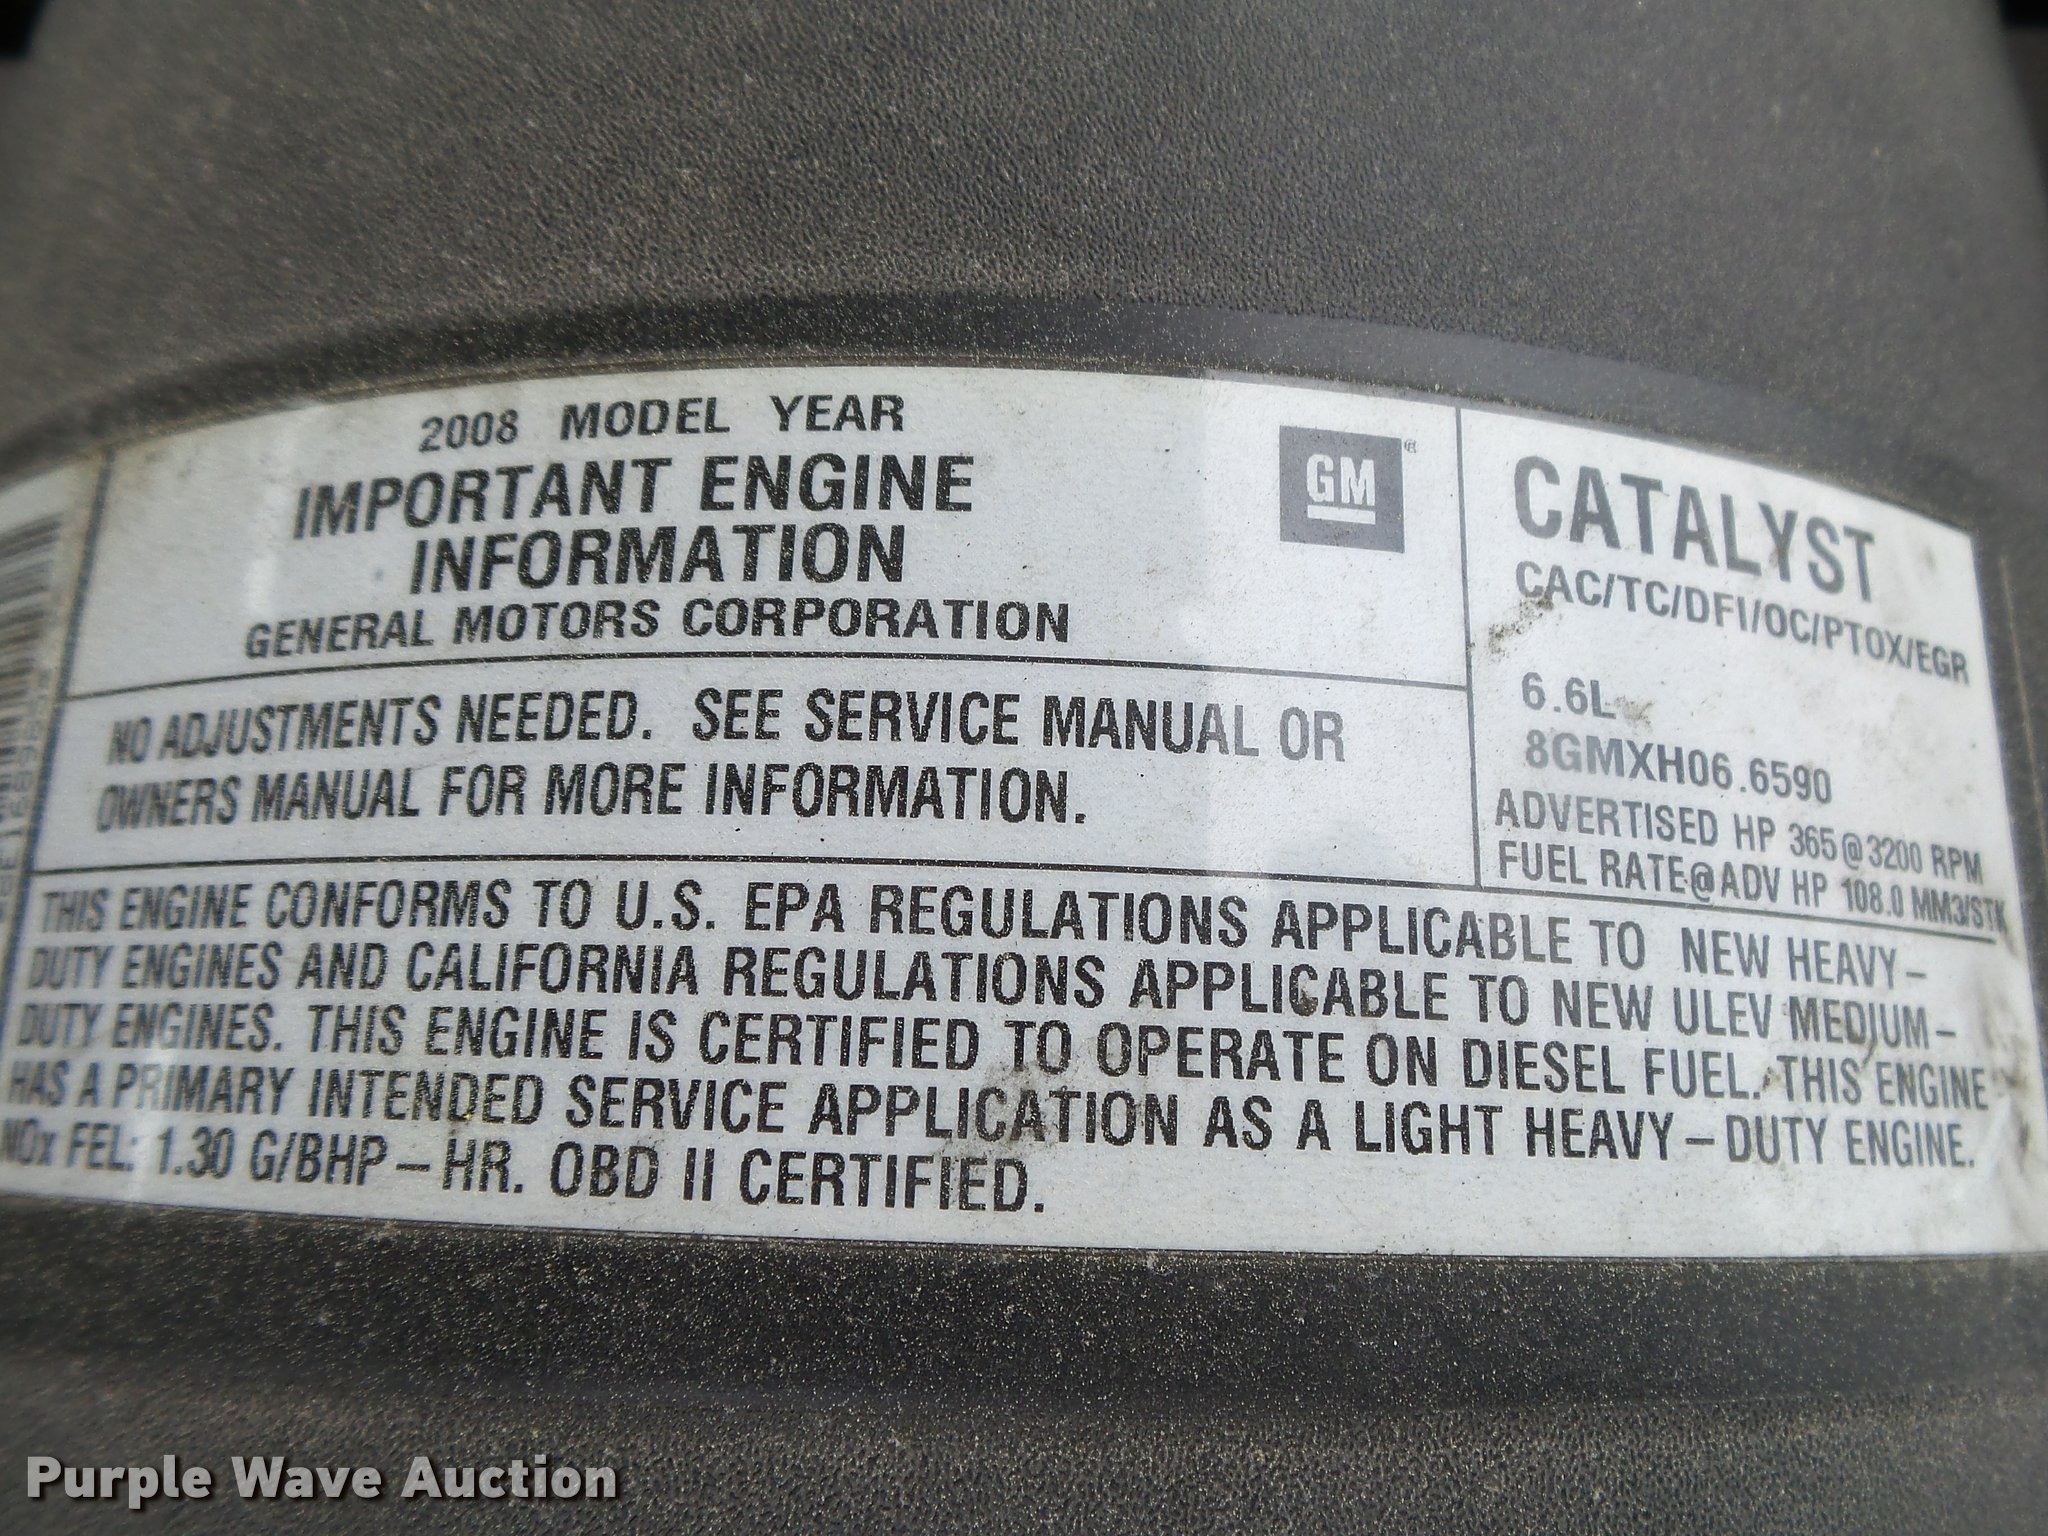 2008 MODEL YEAR
IMPORTANT ENGINE
INFORMATION
GENERAL MOTORS CORPORATION
GM®
NO ADJUSTMENTS NEEDED. SEE SERVICE MANUAL OR
OWNERS MANUAL FOR MORE INFORMATION.
CATALYST
CAC/TC/DFI/OC/PTOX/EGR
6.6L
8GMXH06.6590
ADVERTISED HP 365@3200 RPM
FUEL RATE@ADV HP 108.0 MM3/STK
THIS ENGINE CONFORMS TO U.S. EPA REGULATIONS APPLICABLE TO NEW HEAVY-
DUTY ENGINES AND CALIFORNIA REGULATIONS APPLICABLE TO NEW ULEV MEDIUM-
DUTY ENGINES. THIS ENGINE IS CERTIFIED TO OPERATE ON DIESEL FUEL. THIS ENGINE
HAS A PRIMARY INTENDED SERVICE APPLICATION AS A LIGHT HEAVY-DUTY ENGINE.
NOx FEL: 1.30 G/BHP-HR. OBD II CERTIFIED.
Purple Wave Auction